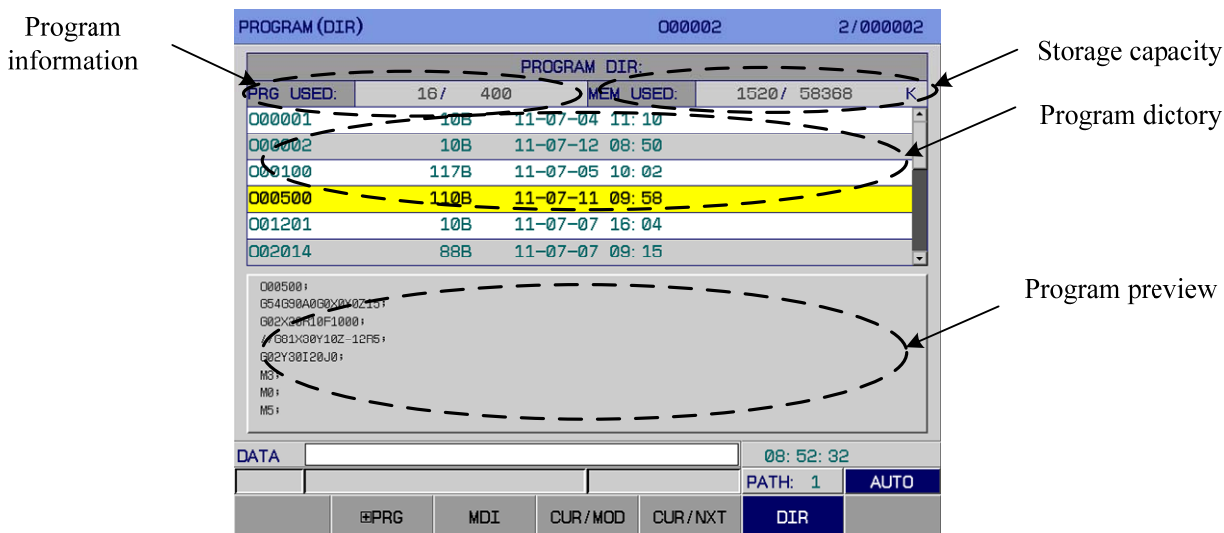 Program
information
PROGRAM(DIR) O00002 2/000002
PROGRAM DIR:
PRG USED: 16/ 400 MEM USED: 1520/ 58368 K
O00001 10B 11-07-04 11:10
O00002 10B 11-07-12 08:50
O00100 117B 11-07-05 10:02
O00500 110B 11-07-11 09:58
O01201 10B 11-07-07 16:04
O02014 88B 11-07-07 09:15
Storage capacity
Program dictory
O00500;
G54G90A0G0X0Y0Z15;
G02X20R10F1000;
//G81X30Y10Z-12R5;
G02Y30I20J0;
M3;
M0;
M5;
Program preview
DATA 08:52:32
PATH: 1 AUTO
⊞PRG MDI CUR/MOD CUR/NXT DIR